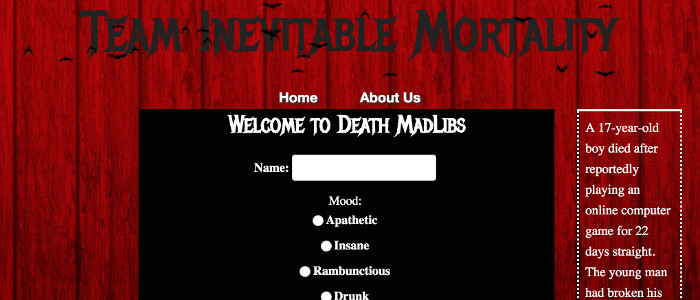 Team Inevitable Mortality
Home
About Us
Welcome to Death MadLibs
Name:
Mood:
Apathetic
Insane
Rambunctious
Drunk
A 17-year-old
boy died after
reportedly
playing an
online computer
game for 22
days straight.
The young man
had broken his